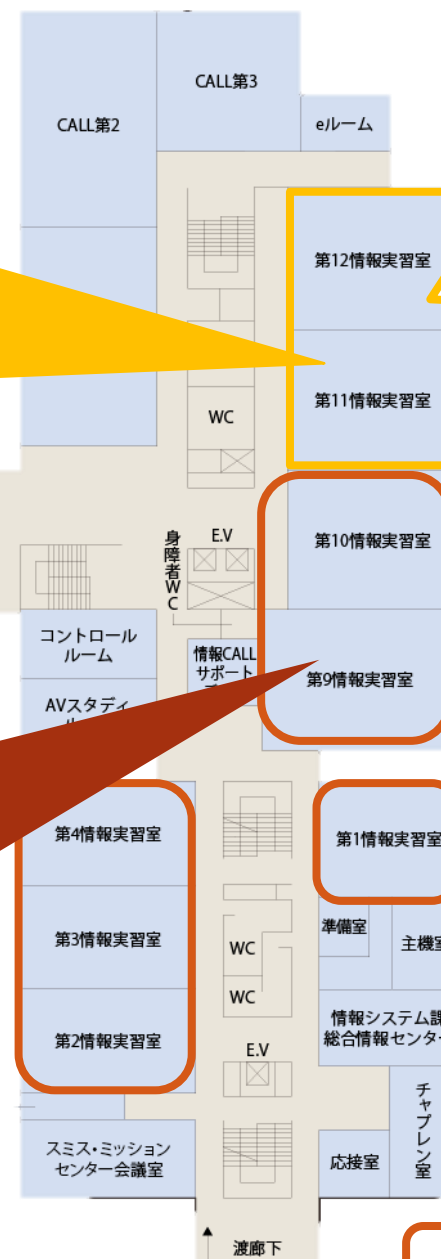 CALL第3
CALL第2
eルーム
第12情報実習室
第11情報実習室
WC
第10情報実習室
E.V
身障者WC
コントロール
ルーム
情報CALL
サポート
第9情報実習室
AVスタディ
第4情報実習室
第1情報実習室
第3情報実習室
準備室
主機室
WC
WC
第2情報実習室
情報システム課
総合情報センター
E.V
チャプレン室
スミス・ミッション
センター会議室
応接室
渡廊下